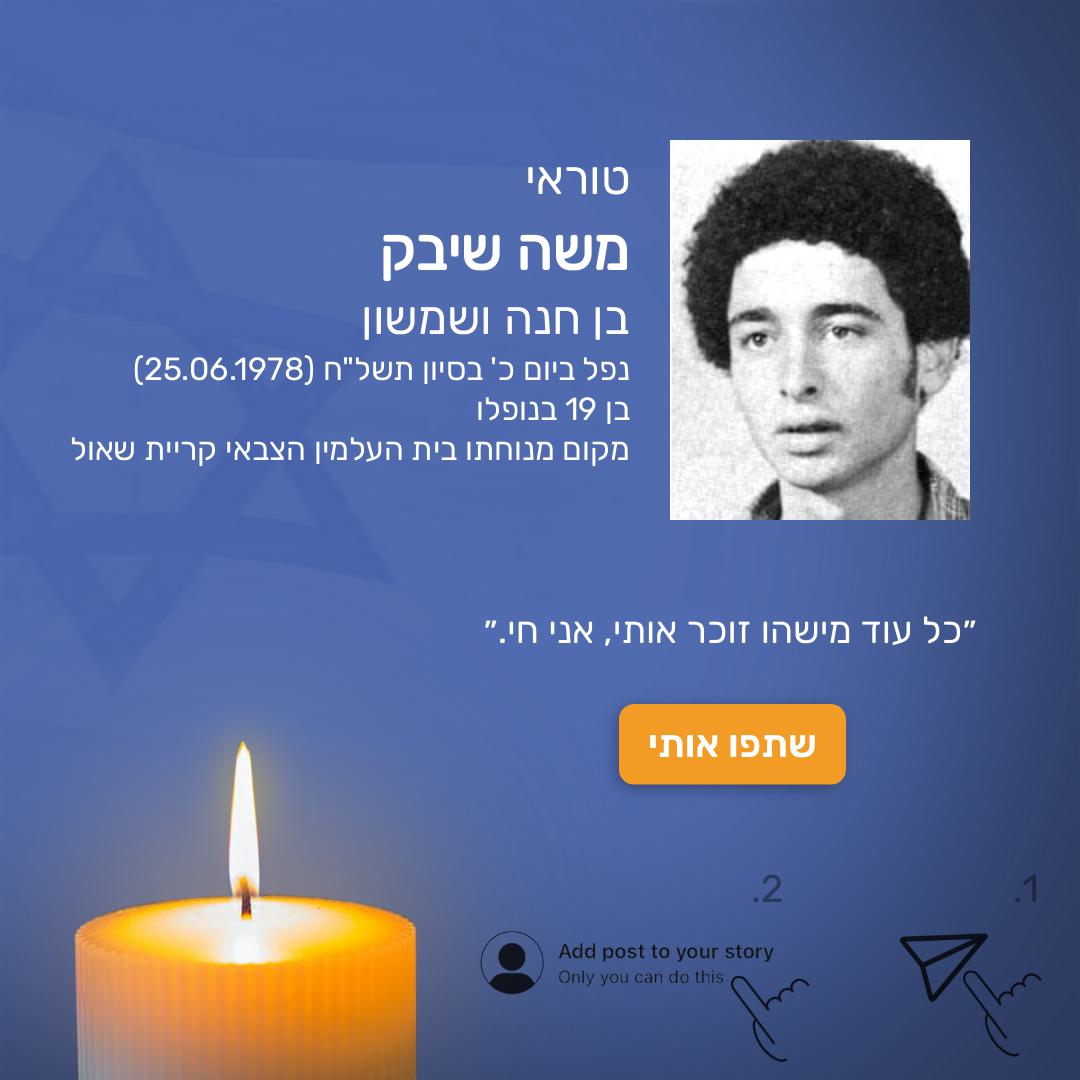 טוראי
משה שיבק
בן חנה ושמשון
נפל ביום כ' בסיון תשל"ח (25.06.1978)
בן 19 בנופלו
מקום מנוחתו בית העלמין הצבאי קריית שאול
״כל עוד מישהו זוכר אותי, אני חי.״
שתפו אותי
1.
2.
Add post to your story
Only you can do this